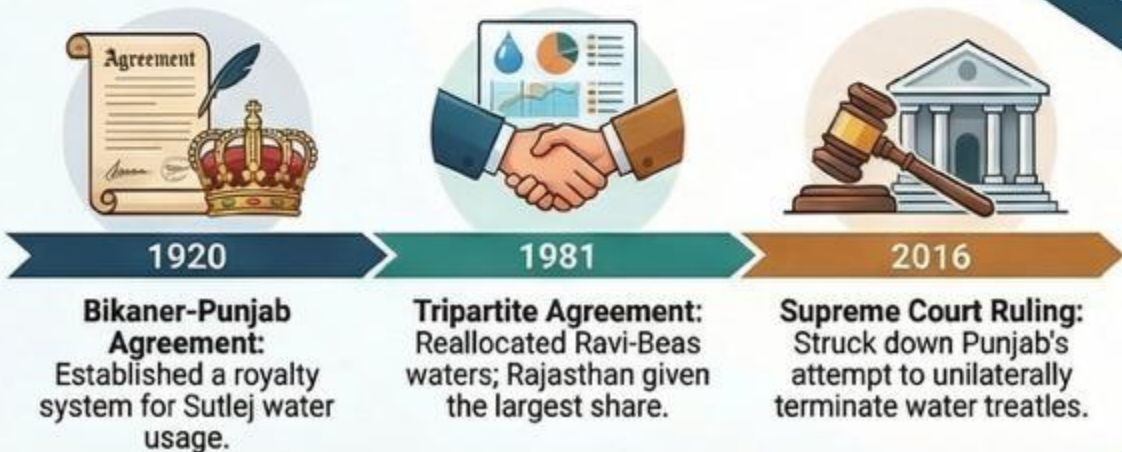 Agreement
1920
1981
2016
Bikaner-Punjab
Agreement:
Established a royalty
system for Sutlej water
usage.
Tripartite Agreement:
Reallocated Ravi-Beas
waters; Rajasthan given
the largest share.
Supreme Court Ruling:
Struck down Punjab's
attempt to unilaterally
terminate water treatles.